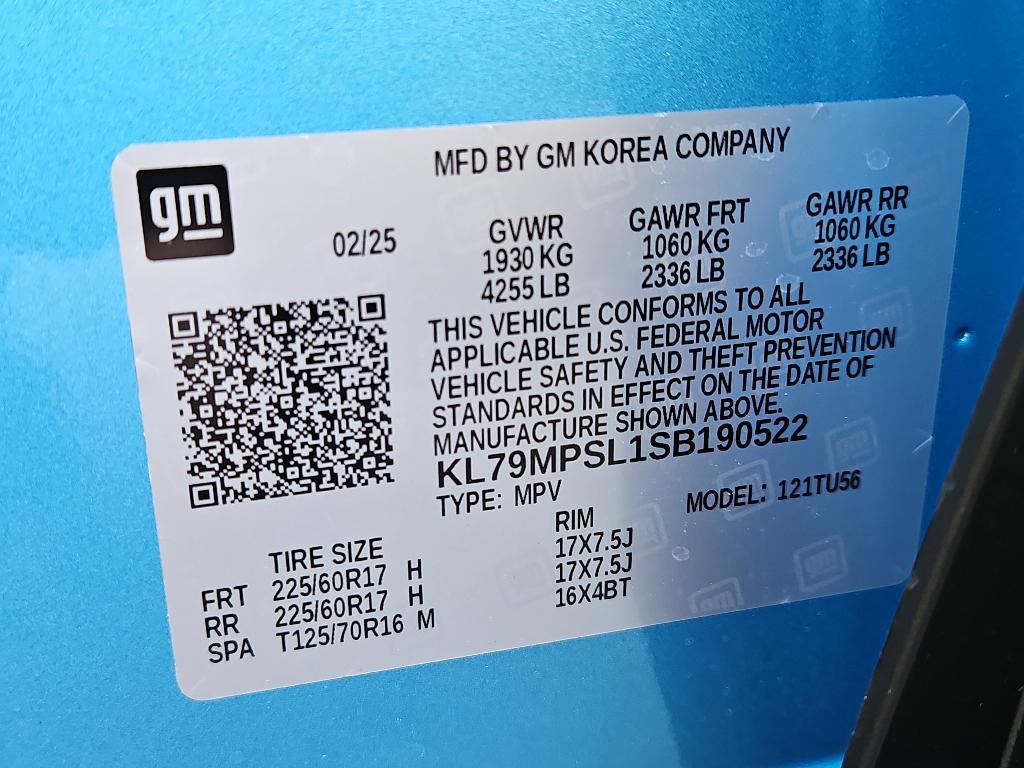 gm
MFD BY GM KOREA COMPANY
02/25
GVWR GAWR FRT GAWR RR
1930 KG 1060 KG 1060 KG
4255 LB 2336 LB 2336 LB
THIS VEHICLE CONFORMS TO ALL
APPLICABLE U.S. FEDERAL MOTOR
VEHICLE SAFETY AND THEFT PREVENTION
STANDARDS IN EFFECT ON THE DATE OF
MANUFACTURE SHOWN ABOVE.
KL79MPSL1SB190522
TYPE: MPV MODEL: 121TU56
TIRE SIZE RIM
FRT 225/60R17 H 17X7.5J
RR 225/60R17 H 17X7.5J
SPA T125/70R16 M 16X4BT